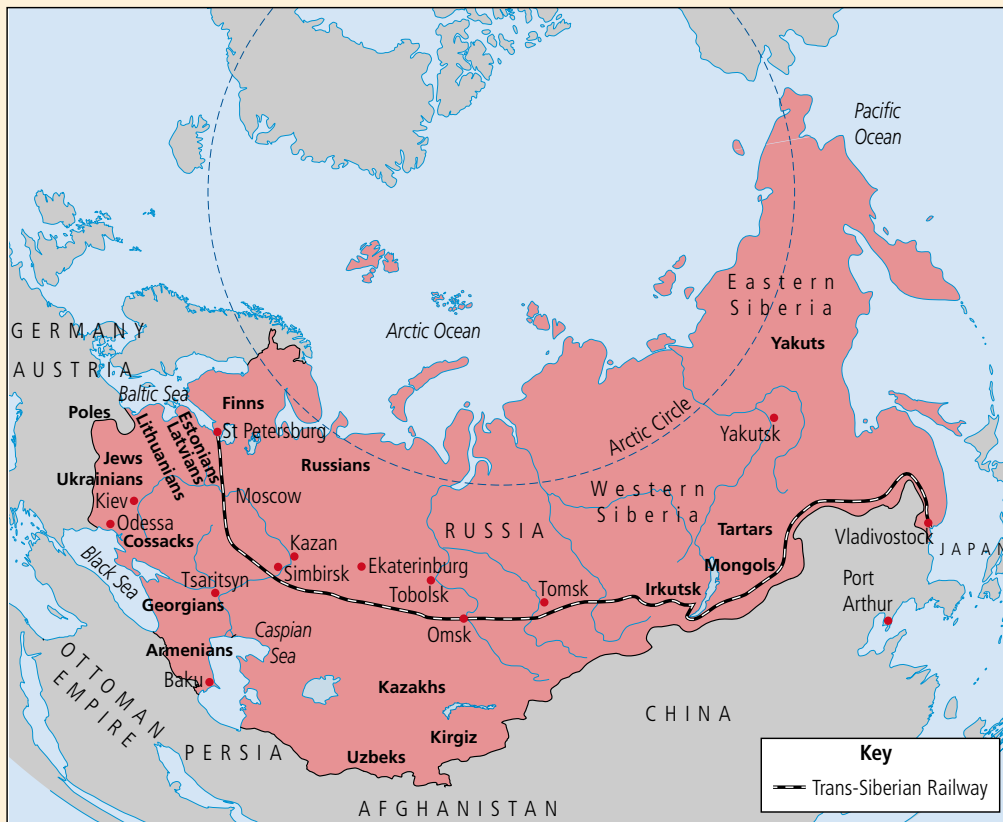 Pacific
Ocean
Eastern
Siberia
Yakuts
GERMANY
Arctic Ocean
AUSTRIA
Baltic Sea
Finns
Poles
Estonians
Latvians
Lithuanians
St Petersburg
Arctic Circle
Yakutsk
Jews
Russians
Ukrainians
Kiev
Moscow
Western
Siberia
Odessa
Cossacks
RUSSIA
Tartars
Vladivostock
JAPAN
Black Sea
Kazan
Simbirsk
Ekaterinburg
Mongols
Tsaritsyn
Tobolsk
Tomsk
Irkutsk
Port
Arthur
Georgians
Omsk
Caspian
Sea
Armenians
Baku
OTTOMAN
EMPIRE
Kazakhs
CHINA
PERSIA
Kirgiz
Uzbeks
AFGHANISTAN
Key
Trans-Siberian Railway